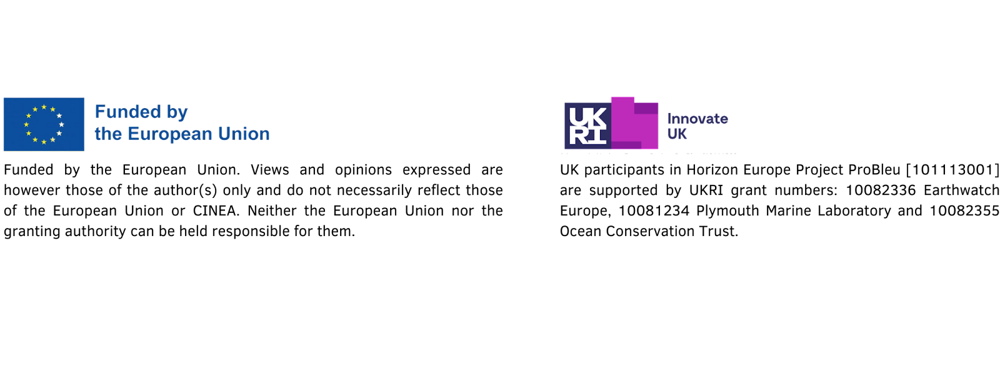 Funded by
the European Union
Funded by the European Union. Views and opinions expressed are
however those of the author(s) only and do not necessarily reflect those
of the European Union or CINEA. Neither the European Union nor the
granting authority can be held responsible for them.
UK
RI
Innovate
UK
UK participants in Horizon Europe Project ProBleu [101113001]
are supported by UKRI grant numbers: 10082336 Earthwatch
Europe, 10081234 Plymouth Marine Laboratory and 10082355
Ocean Conservation Trust.